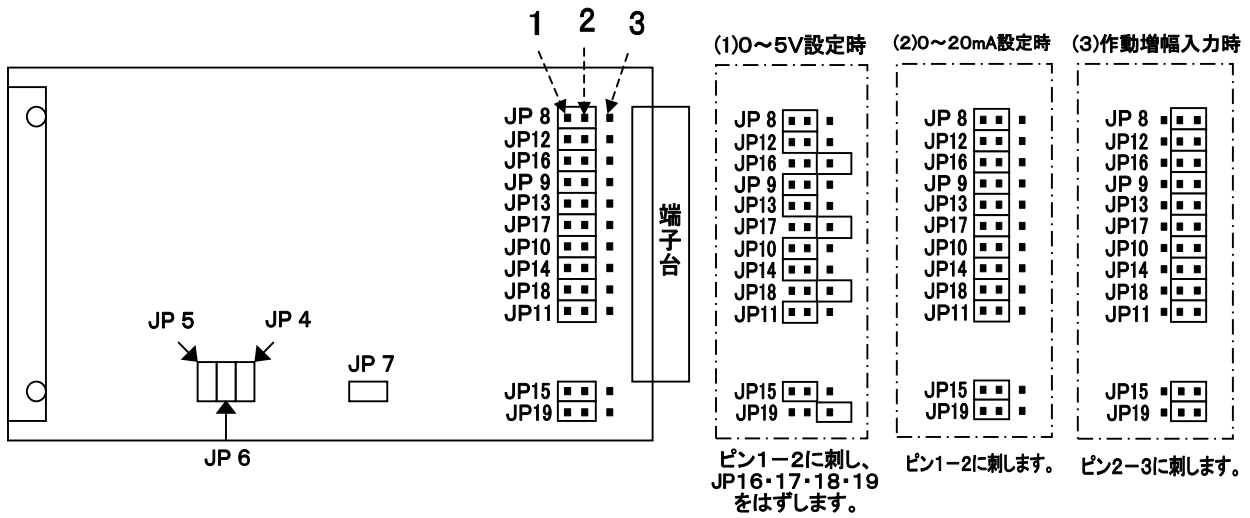 1 2 3
JP 8
JP12
JP16
JP 9
JP13
JP17
JP10
JP14
JP18
JP11
JP15
JP19
端子台
JP 5
JP 4
JP 7
JP 6
(1)0～5V設定時
JP 8
JP12
JP16
JP 9
JP13
JP17
JP10
JP14
JP18
JP11
JP15
JP19
ピン1－2に刺し、
JP16・17・18・19
をはずします。
(2)0～20mA設定時
JP 8
JP12
JP16
JP 9
JP13
JP17
JP10
JP14
JP18
JP11
JP15
JP19
ピン1－2に刺します。
(3)作動増幅入力時
JP 8
JP12
JP16
JP 9
JP13
JP17
JP10
JP14
JP18
JP11
JP15
JP19
ピン2－3に刺します。